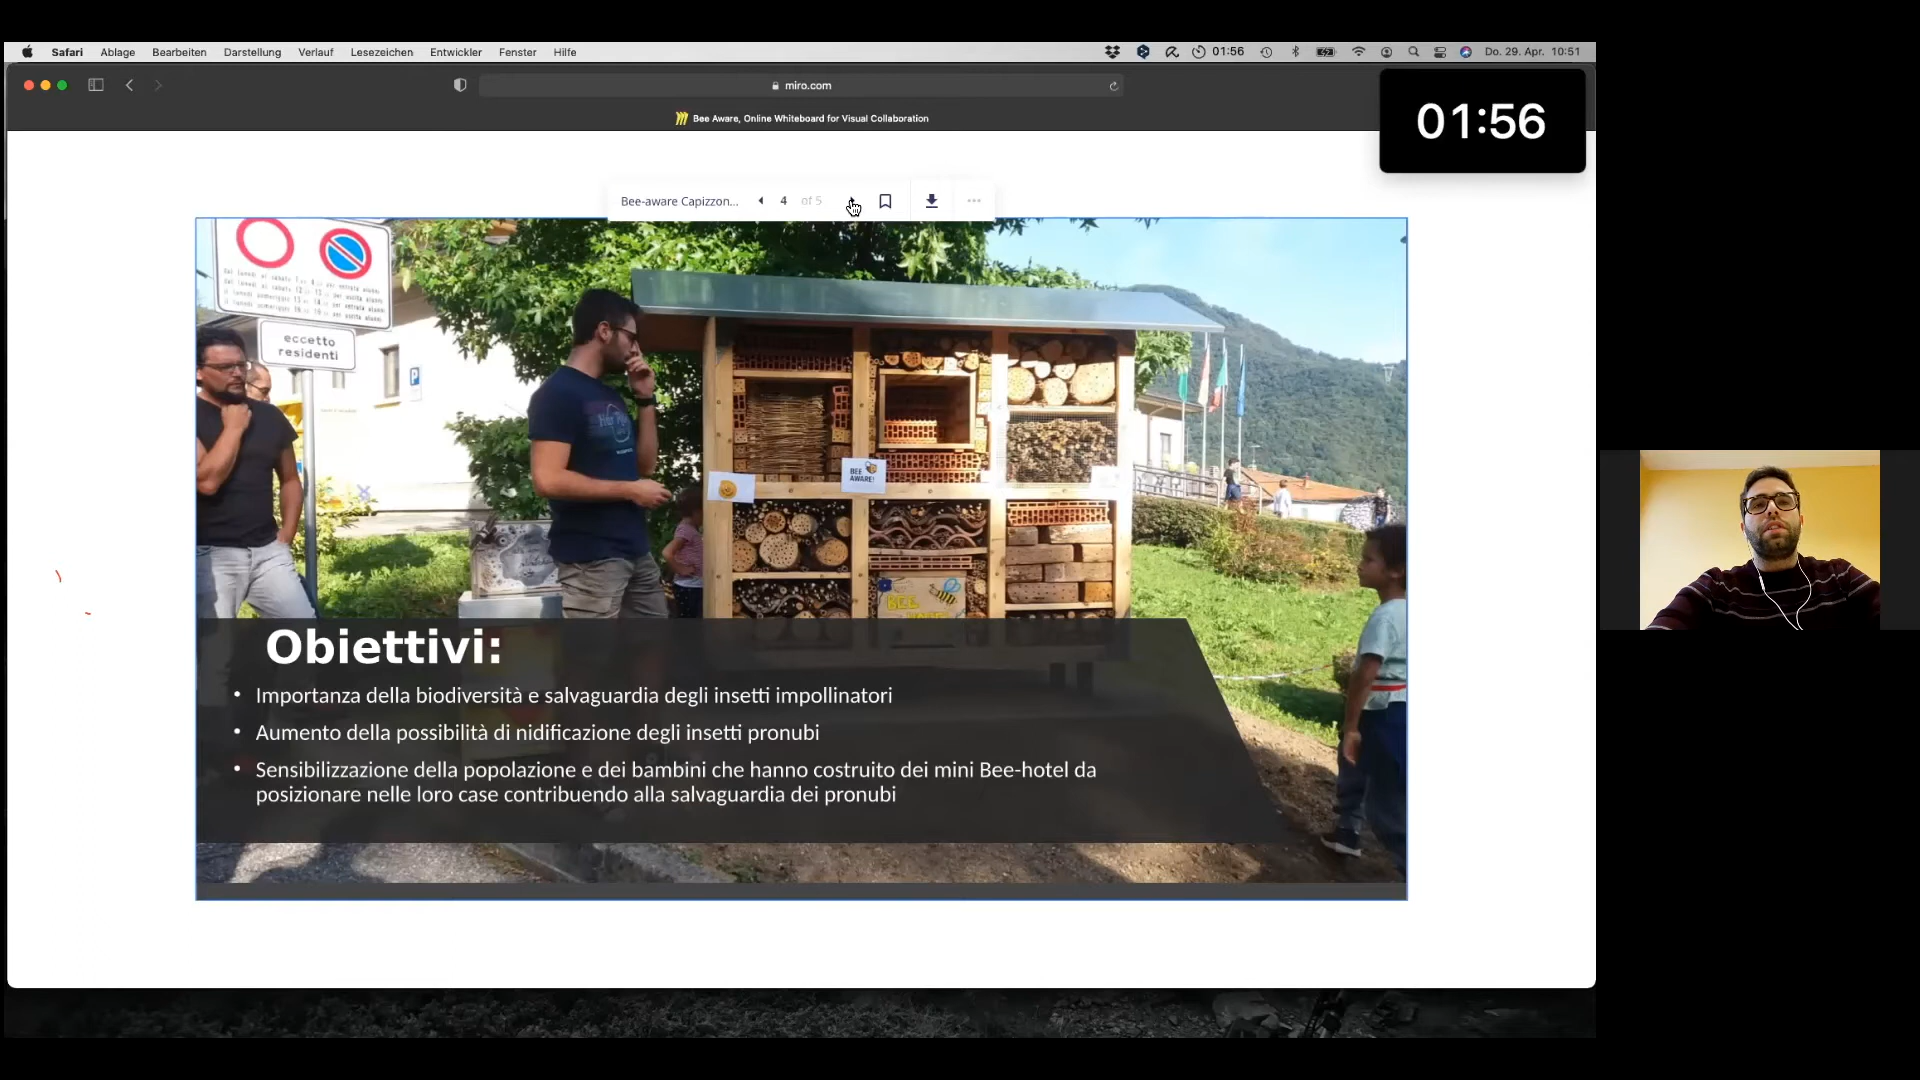 Safari Ablage Bearbeiten Darstellung Verlauf Lesezeichen Entwickler Fenster Hilfe
01:56 Do. 29. Apr. 10:51
miro.com
Bee Aware, Online Whiteboard for Visual Collaboration
01:56
Bee-aware Capizzon... 4 of 5
eccetto
residenti
P
BEE
AWARE!
BEE
Obiettivi:
• Importanza della biodiversità e salvaguardia degli insetti impollinatori
• Aumento della possibilità di nidificazione degli insetti pronubi
• Sensibilizzazione della popolazione e dei bambini che hanno costruito dei mini Bee-hotel da
posizionare nelle loro case contribuendo alla salvaguardia dei pronubi